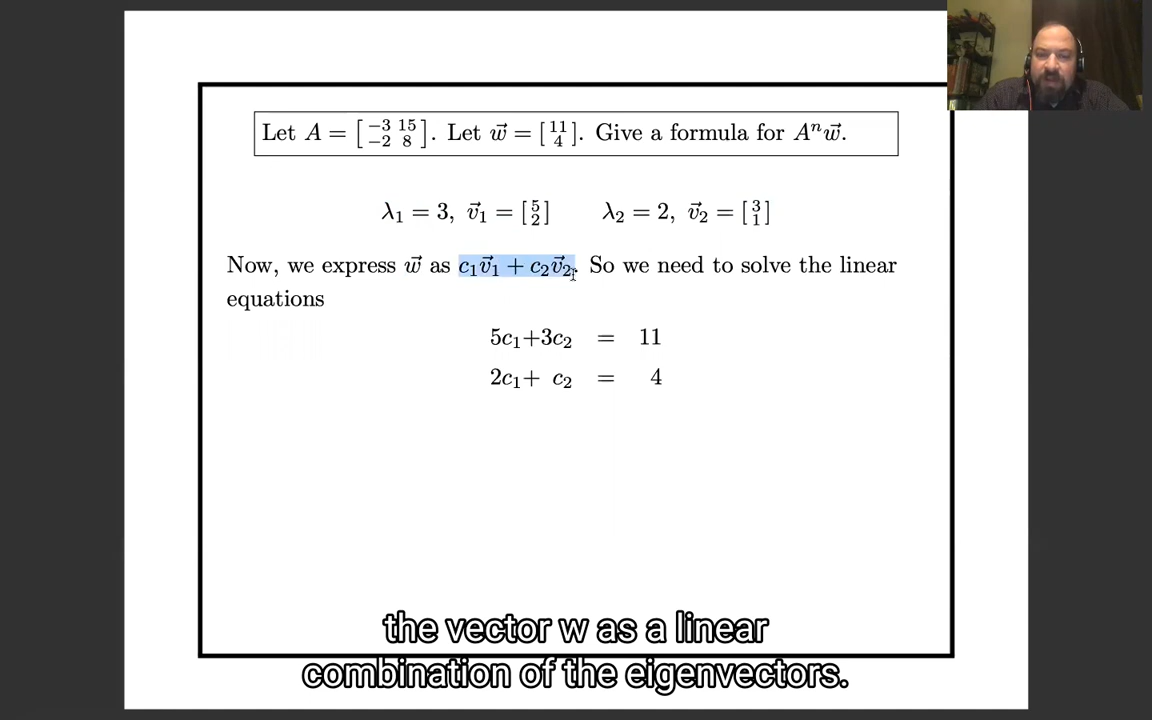 Let A = [ −3 15 −2 8 ]. Let w⃗ = [ 11 4 ]. Give a formula for Aⁿw⃗.
λ₁ = 3, v⃗₁ = [ 5 2 ]   λ₂ = 2, v⃗₂ = [ 3 1 ]
Now, we express w⃗ as c₁v⃗₁ + c₂v⃗₂. So we need to solve the linear
equations
5c₁+3c₂ = 11
2c₁+ c₂ = 4
the vector w as a linear
combination of the eigenvectors.